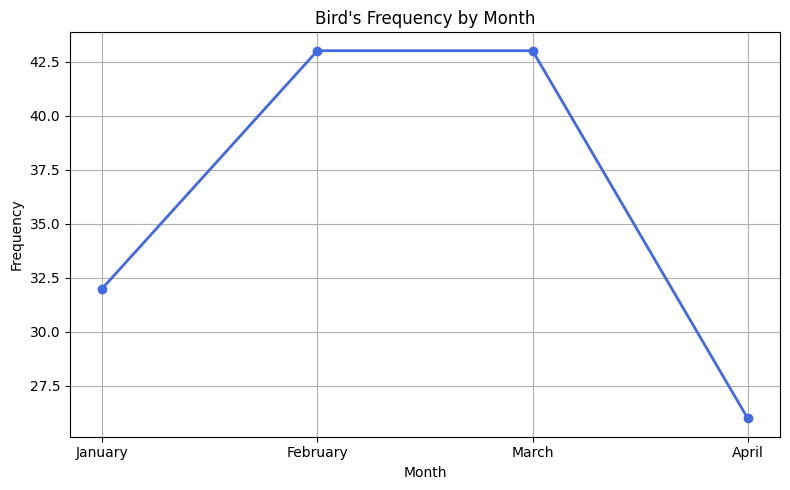 Bird's Frequency by Month
42.5
40.0
37.5
35.0
32.5
30.0
27.5
Frequency
January February March April
Month